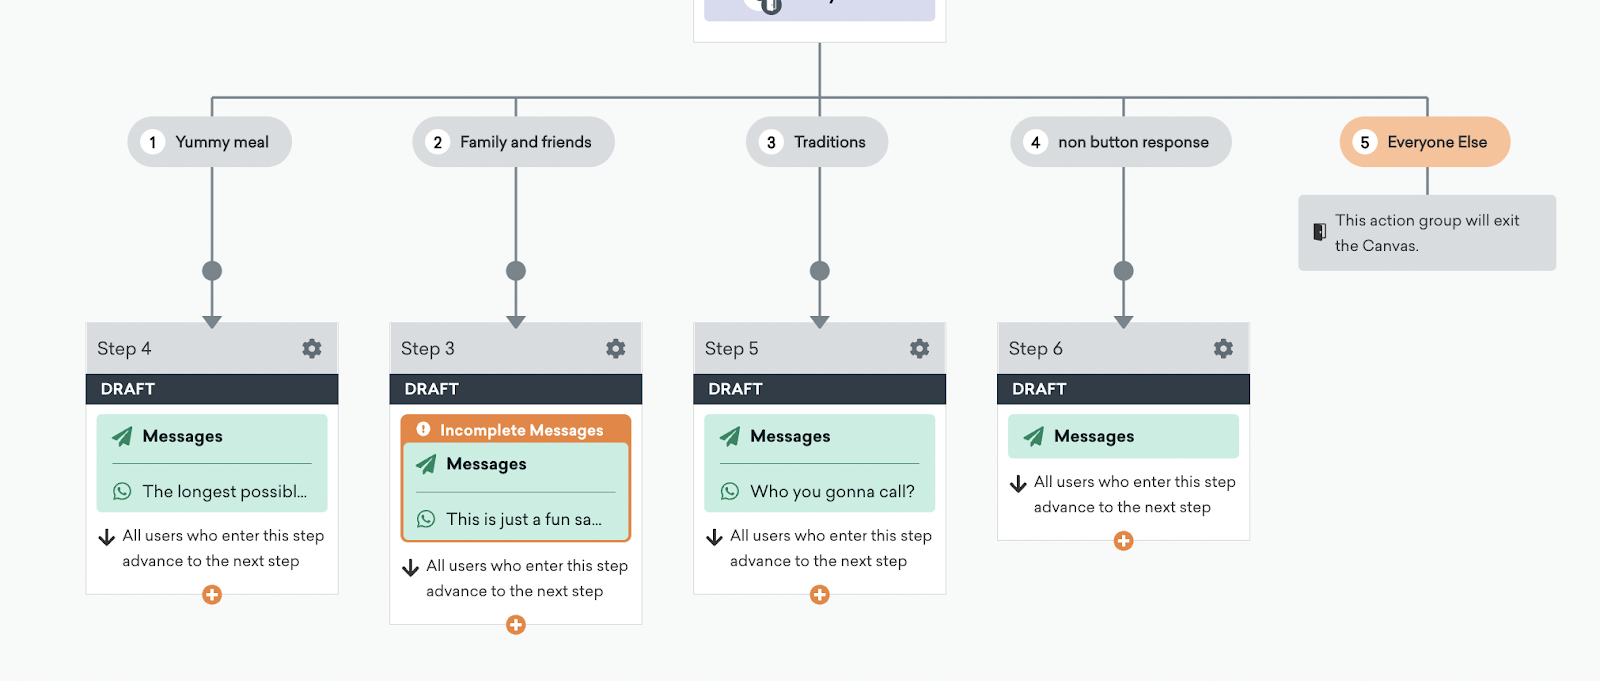 1 Yummy meal
2 Family and friends
3 Traditions
4 non button response
5 Everyone Else
This action group will exit
the Canvas.
Step 4
DRAFT
Messages
The longest possibl...
All users who enter this step
advance to the next step
Step 3
DRAFT
Incomplete Messages
Messages
This is just a fun sa...
All users who enter this step
advance to the next step
Step 5
DRAFT
Messages
Who you gonna call?
All users who enter this step
advance to the next step
Step 6
DRAFT
Messages
All users who enter this step
advance to the next step